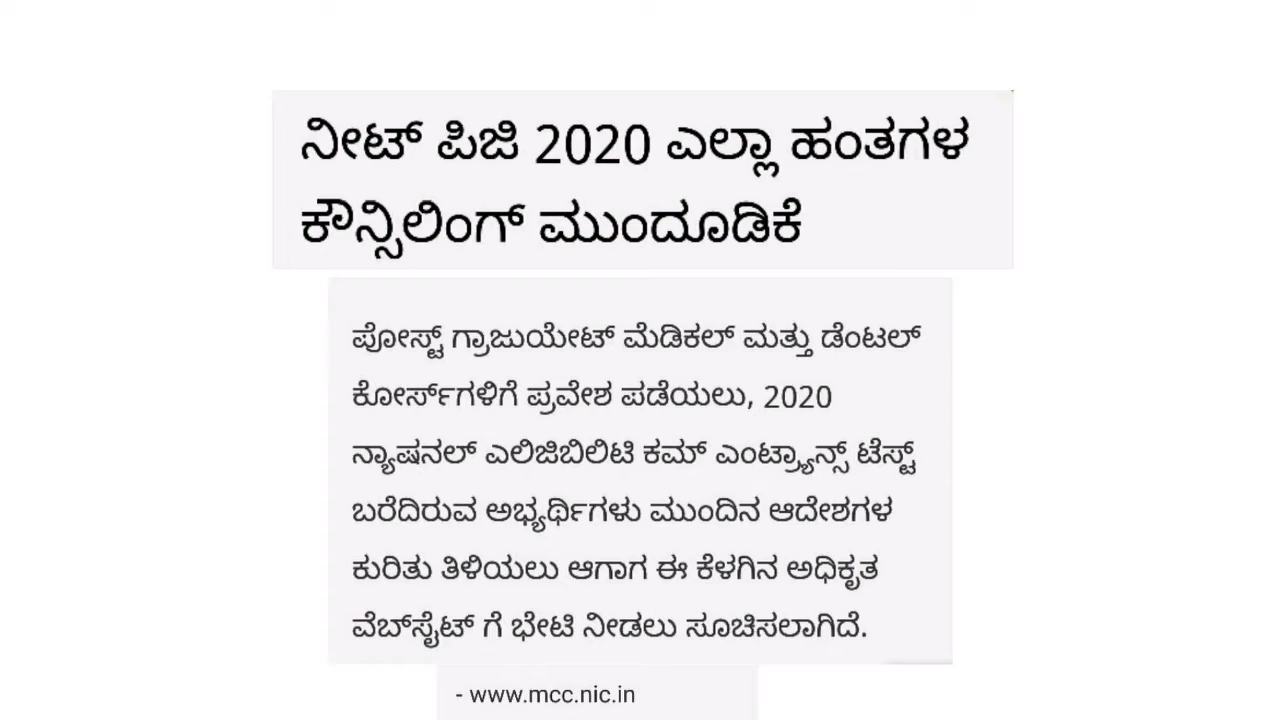 ನೀಟ್ ಪಿಜಿ 2020 ಎಲ್ಲಾ ಹಂತಗಳ
ಕೌನ್ಸಿಲಿಂಗ್ ಮುಂದೂಡಿಕೆ
ಪೋಸ್ಟ್ ಗ್ರಾಜುಯೇಟ್ ಮೆಡಿಕಲ್ ಮತ್ತು ಡೆಂಟಲ್
ಕೋರ್ಸ್‌ಗಳಿಗೆ ಪ್ರವೇಶ ಪಡೆಯಲು, 2020
ನ್ಯಾಷನಲ್ ಎಲಿಜಿಬಿಲಿಟಿ ಕಮ್ ಎಂಟ್ರ್ಯಾನ್ಸ್ ಟೆಸ್ಟ್
ಬರೆದಿರುವ ಅಭ್ಯರ್ಥಿಗಳು ಮುಂದಿನ ಆದೇಶಗಳ
ಕುರಿತು ತಿಳಿಯಲು ಆಗಾಗ ಈ ಕೆಳಗಿನ ಅಧಿಕೃತ
ವೆಬ್‌ಸೈಟ್ ಗೆ ಭೇಟಿ ನೀಡಲು ಸೂಚಿಸಲಾಗಿದೆ.
- www.mcc.nic.in